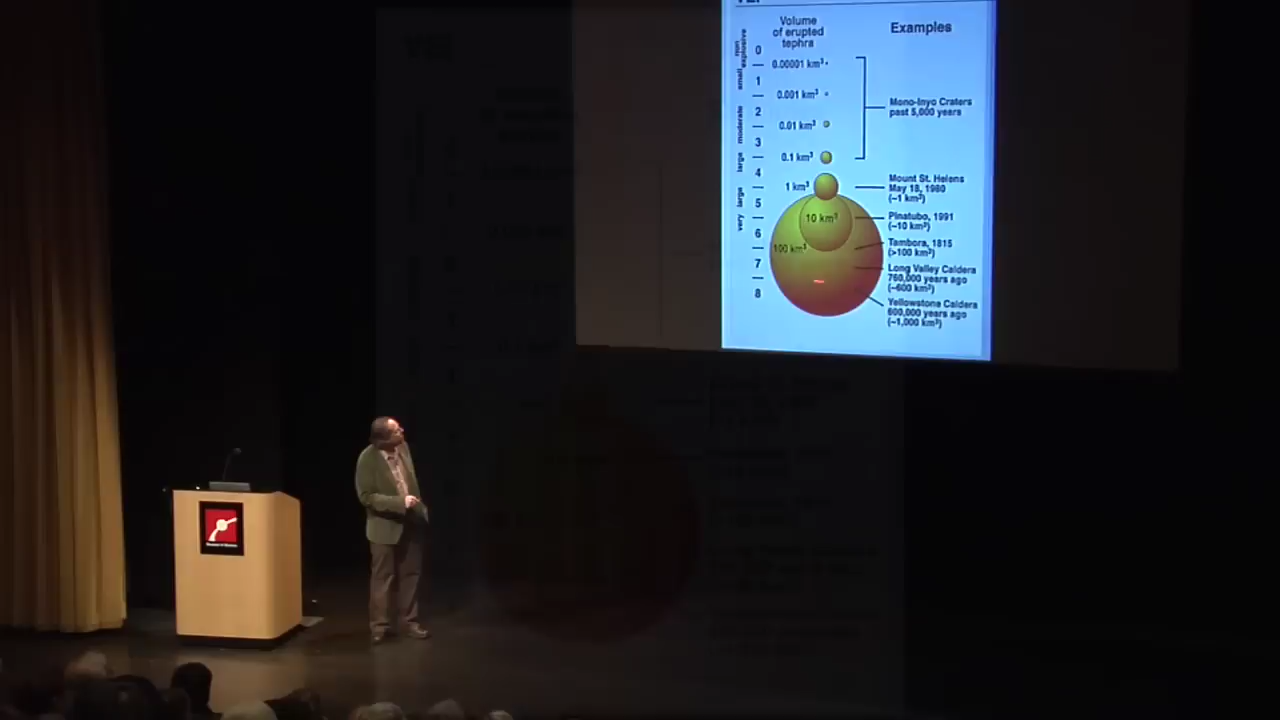 VEI
Volume
of erupted
tephra
Examples
non
explosive
small
moderate
large
very large
0
1
2
3
4
5
6
7
8
0.00001 km³
0.001 km³
0.01 km³
0.1 km³
1 km³
10 km³
100 km³
Mono-Inyo Craters
past 5,000 years
Mount St. Helens
May 18, 1980
(~1 km³)
Pinatubo, 1991
(~10 km³)
Tambora, 1815
(>100 km³)
Long Valley Caldera
760,000 years ago
(~600 km³)
Yellowstone Caldera
600,000 years ago
(~1,000 km³)